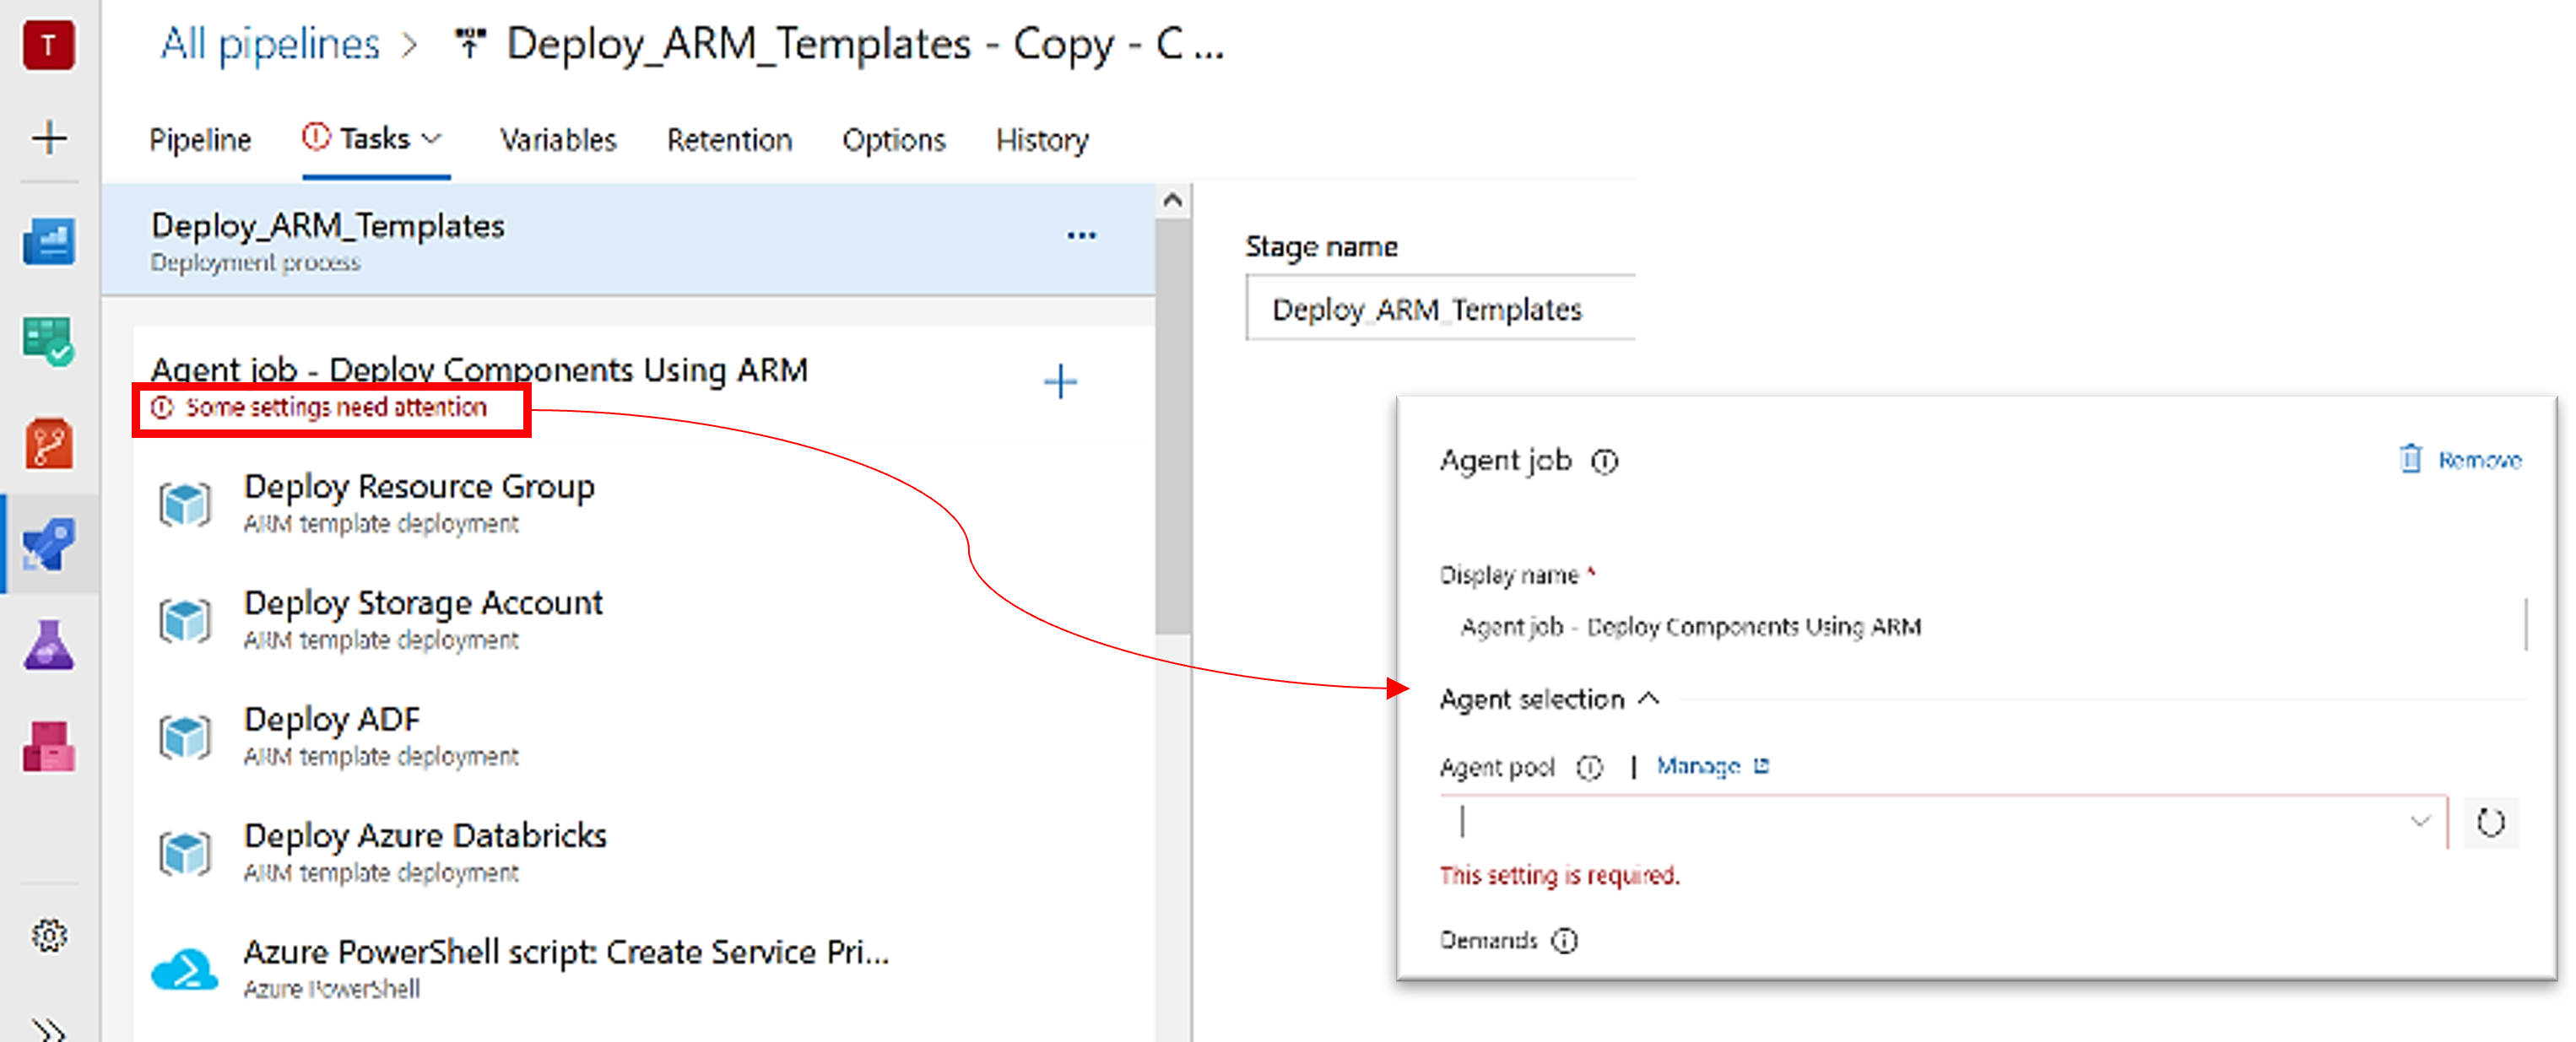 T
All pipelines > Deploy_ARM_Templates - Copy - C ...
Pipeline Tasks Variables Retention Options History
Deploy_ARM_Templates
Deployment process
...
Stage name
Deploy_ARM_Templates
Agent job - Deploy Components Using ARM
Some settings need attention
Deploy Resource Group
ARM template deployment
Deploy Storage Account
ARM template deployment
Deploy ADF
ARM template deployment
Deploy Azure Databricks
ARM template deployment
Azure PowerShell script: Create Service Pri...
Azure PowerShell
Agent job
Remove
Display name *
Agent job - Deploy Components Using ARM
Agent selection
Agent pool | Manage
This setting is required.
Demands